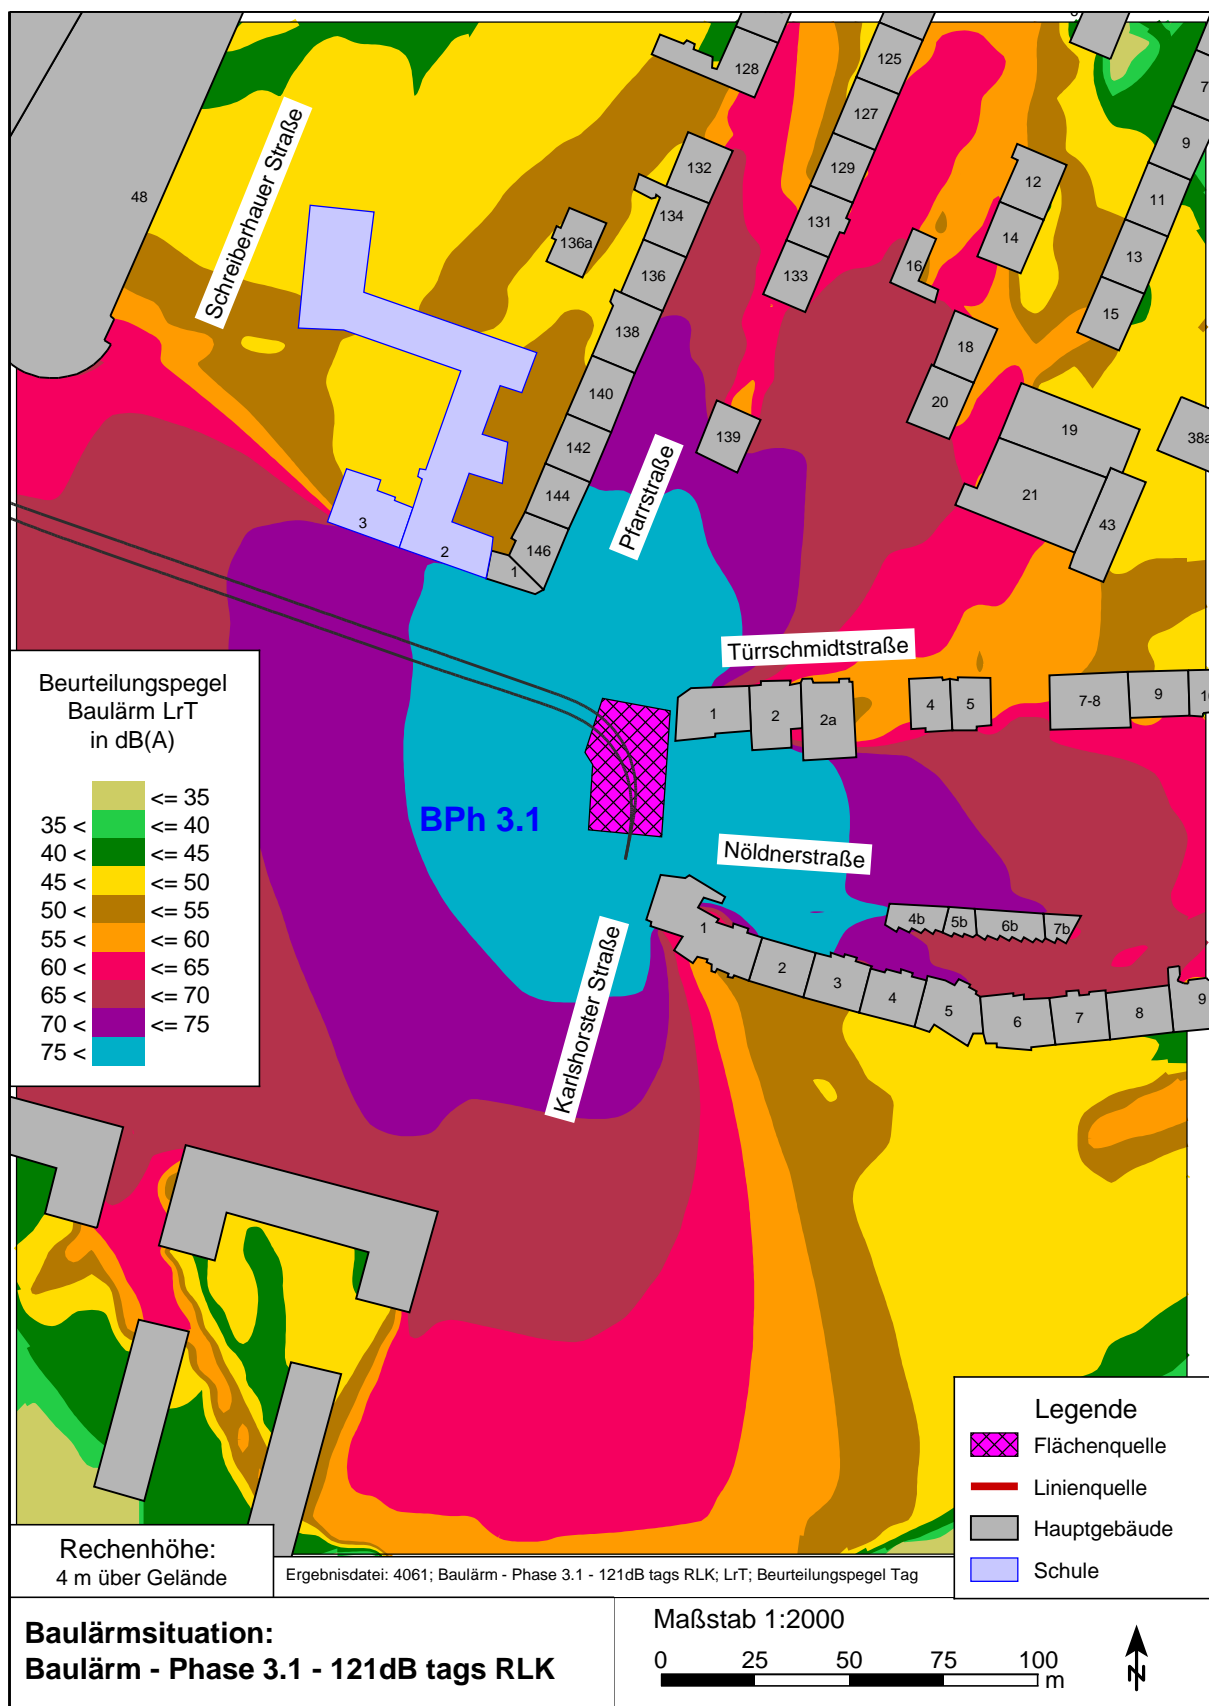 128
125
7
127
9
Schreiberhauer Straße
132
129
12
48
11
134
131
14
136a
13
136
133
16
15
138
18
140
20
139
19
38a
142
21
144
Pfarrstraße
3
2
146
43
1
Türrschmidtstraße
Beurteilungspegel
Baulärm LrT
in dB(A)
<= 35
35 < <= 40
40 < <= 45
45 < <= 50
50 < <= 55
55 < <= 60
60 < <= 65
65 < <= 70
70 < <= 75
75 <
1
2
2a
4
5
7-8
9
BPh 3.1
Nöldnerstraße
4b
5b
6b
7b
Karlshorster Straße
1
2
3
4
5
6
7
8
9
Legende
Flächenquelle
Linienquelle
Hauptgebäude
Schule
Rechenhöhe:
4 m über Gelände
Ergebnisdatei: 4061; Baulärm - Phase 3.1 - 121dB tags RLK; LrT; Beurteilungspegel Tag
Baulärmsituation:
Baulärm - Phase 3.1 - 121dB tags RLK
Maßstab 1:2000
0 25 50 75 100
m
N